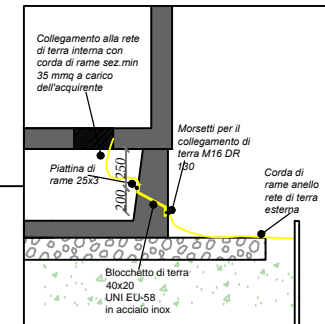 Collegamento alla rete
di terra interna con
corda di rame sez.min
35 mmq a carico
dell'acquirente
Morsetti per il
collegamento di
terra M16 DR
130
Piattina di
rame 25x3
250
200
Corda di
rame anello
rete di terra
esterna
Blocchetto di terra
40x20
UNI EU-58
in acciaio inox